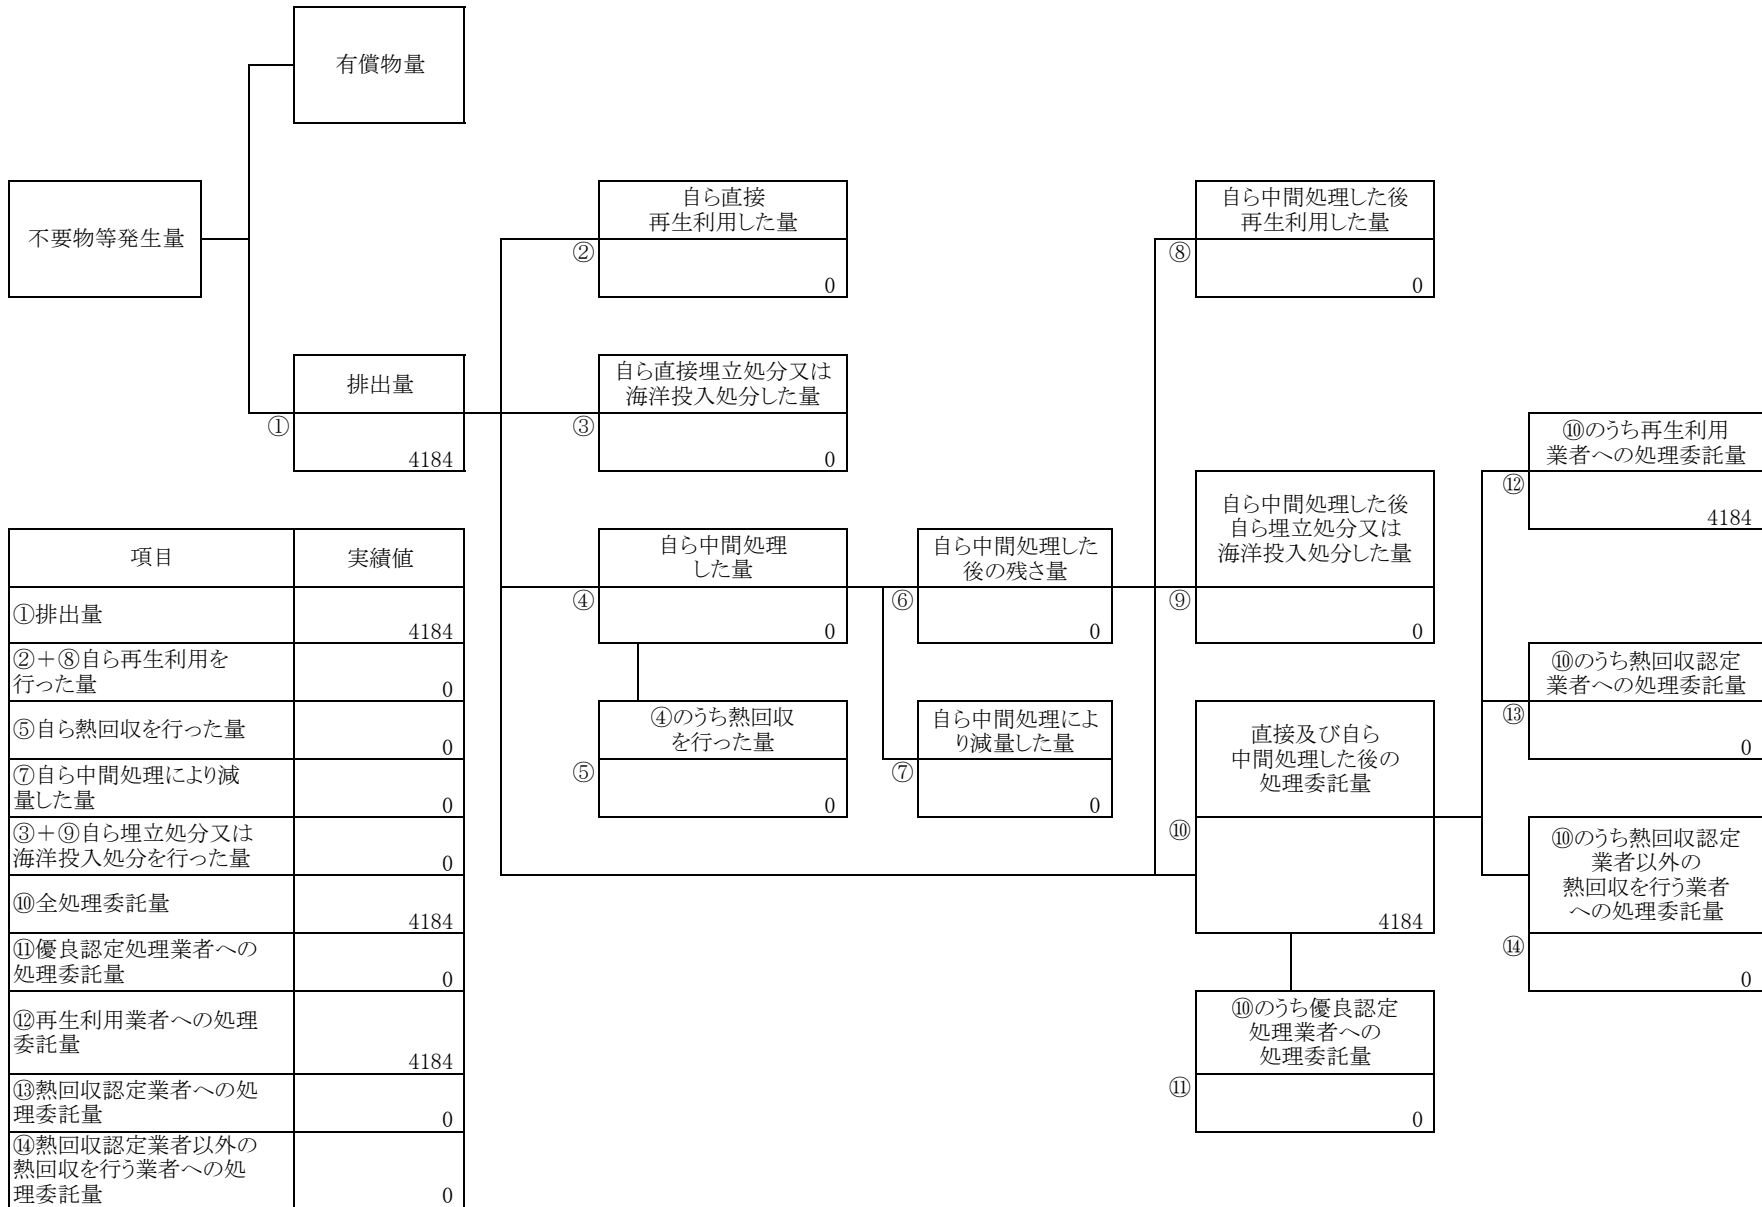 有償物量
不要物等発生量
排出量
①
4184
自ら直接
再生利用した量
②
0
自ら直接埋立処分又は
海洋投入処分した量
③
0
自ら中間処理
した量
④
0
④のうち熱回収
を行った量
⑤
0
自ら中間処理した
後の残さ量
⑥
0
自ら中間処理によ
り減量した量
⑦
0
自ら中間処理した後
再生利用した量
⑧
0
自ら中間処理した後
自ら埋立処分又は
海洋投入処分した量
⑨
0
直接及び自ら
中間処理した後の
処理委託量
⑩
4184
⑩のうち優良認定
処理業者への
処理委託量
⑪
0
⑩のうち再生利用
業者への処理委託量
⑫
4184
⑩のうち熱回収認定
業者への処理委託量
⑬
0
⑩のうち熱回収認定
業者以外の
熱回収を行う業者
への処理委託量
⑭
0
項目 実績値
①排出量
4184
②+⑧自ら再生利用を
行った量 0
⑤自ら熱回収を行った量
0
⑦自ら中間処理により減
量した量 0
③+⑨自ら埋立処分又は
海洋投入処分を行った量 0
⑩全処理委託量
4184
⑪優良認定処理業者への
処理委託量 0
⑫再生利用業者への処理
委託量
4184
⑬熱回収認定業者への処
理委託量 0
⑭熱回収認定業者以外の
熱回収を行う業者への処
理委託量 0